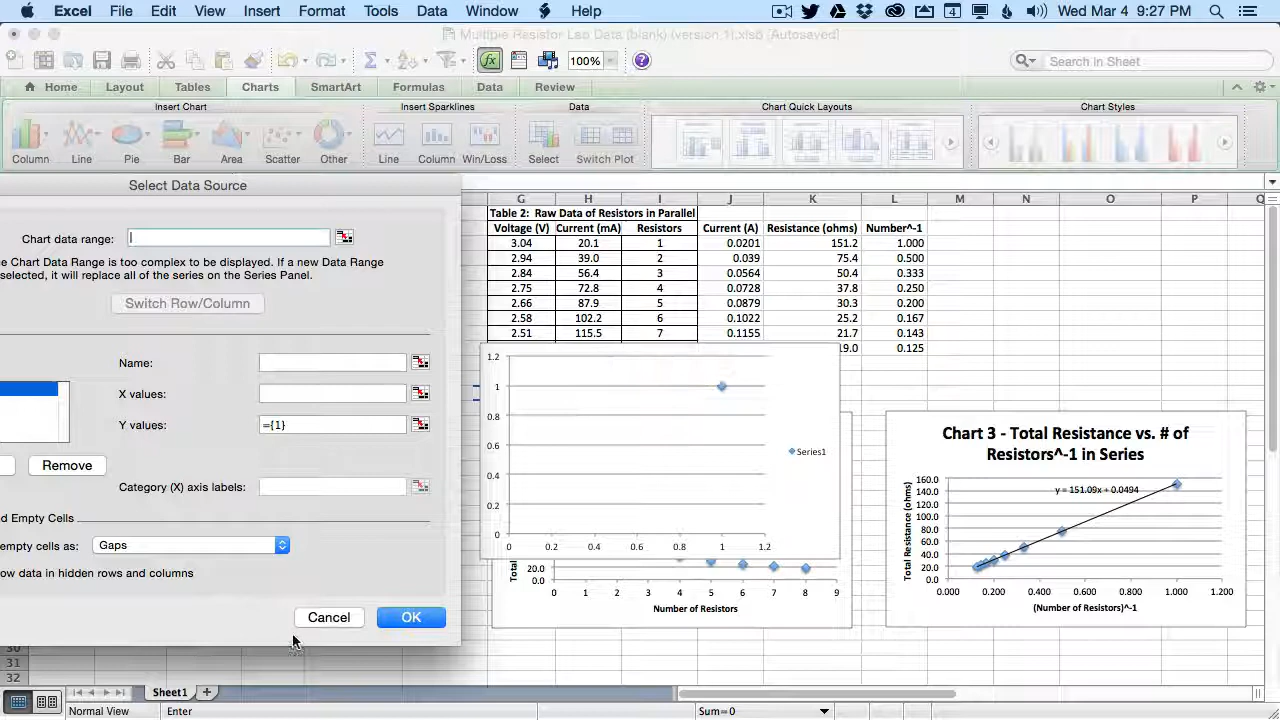 Excel File Edit View Insert Format Tools Data Window Help Wed Mar 4 9:27 PM
Multiple Resistor Lab Data (blank) (version 1).xlsb [Autosaved]
100% Search in Sheet
Home Layout Tables Charts SmartArt Formulas Data Review
Insert Chart Insert Sparklines Data Chart Quick Layouts Chart Styles
Column Line Pie Bar Area Scatter Other Line Column Win/Loss Select Switch Plot
Select Data Source
Chart data range:
e Chart Data Range is too complex to be displayed. If a new Data Range
selected, it will replace all of the series on the Series Panel.
Switch Row/Column
Name:
X values:
Y values: ={1}
Remove
Category (X) axis labels:
d Empty Cells
empty cells as: Gaps
ow data in hidden rows and columns
Cancel OK
G H I J K L M N O P Q
Table 2: Raw Data of Resistors in Parallel
Voltage (V) Current (mA) Resistors Current (A) Resistance (ohms) Number^-1
3.04 20.1 1 0.0201 151.2 1.000
2.94 39.0 2 0.039 75.4 0.500
2.84 56.4 3 0.0564 50.4 0.333
2.75 72.8 4 0.0728 37.8 0.250
2.66 87.9 5 0.0879 30.3 0.200
2.58 102.2 6 0.1022 25.2 0.167
2.51 115.5 7 0.1155 21.7 0.143
19.0 0.125
1.2
1
0.8
0.6
0.4
0.2
0
0 0.2 0.4 0.6 0.8 1 1.2
Series1
Total
20.0
0.0
0 1 2 3 4 5 6 7 8 9
Number of Resistors
Chart 3 - Total Resistance vs. # of
Resistors^-1 in Series
Total Resistance (ohms)
160.0
140.0
120.0
100.0
80.0
60.0
40.0
20.0
0.0
y = 151.09x + 0.0494
0.000 0.200 0.400 0.600 0.800 1.000 1.200
(Number of Resistors)^-1
30
31
32
Sheet1
Normal View Enter Sum=0